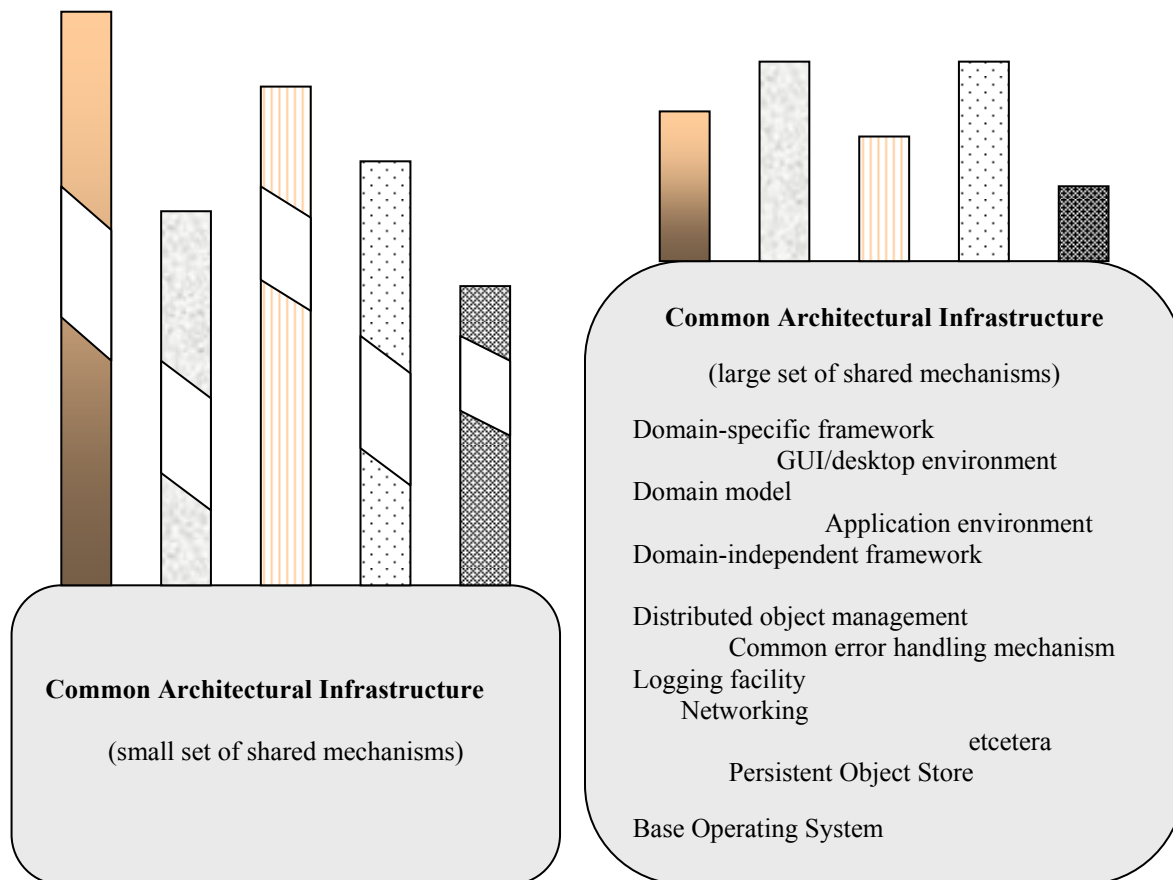 Common Architectural Infrastructure
(small set of shared mechanisms)
Common Architectural Infrastructure
(large set of shared mechanisms)
Domain-specific framework
GUI/desktop environment
Domain model
Application environment
Domain-independent framework
Distributed object management
Common error handling mechanism
Logging facility
Networking
etcetera
Persistent Object Store
Base Operating System